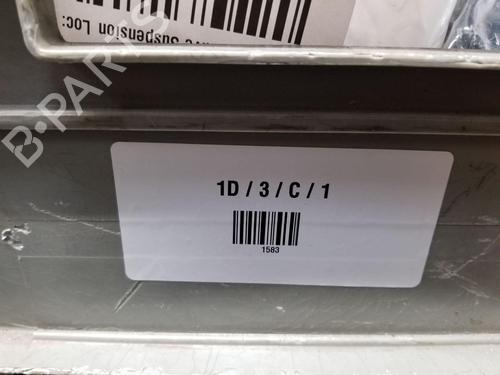 Suspension Loc:
B-PARTS
1D / 3 / C / 1
1583